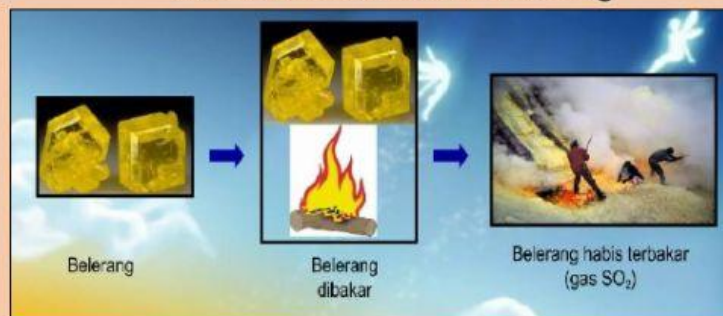 Belerang
Belerang
dibakar
Belerang habis terbakar
(gas SO₂)